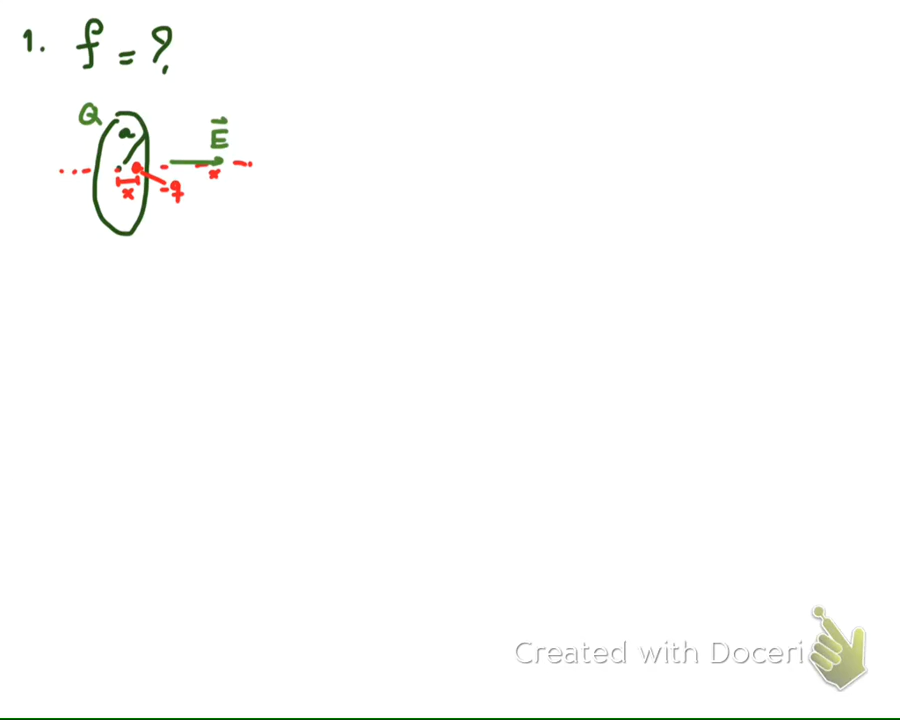 1. f = ?
Q
a
E
x
x
-q
Created with Doceri